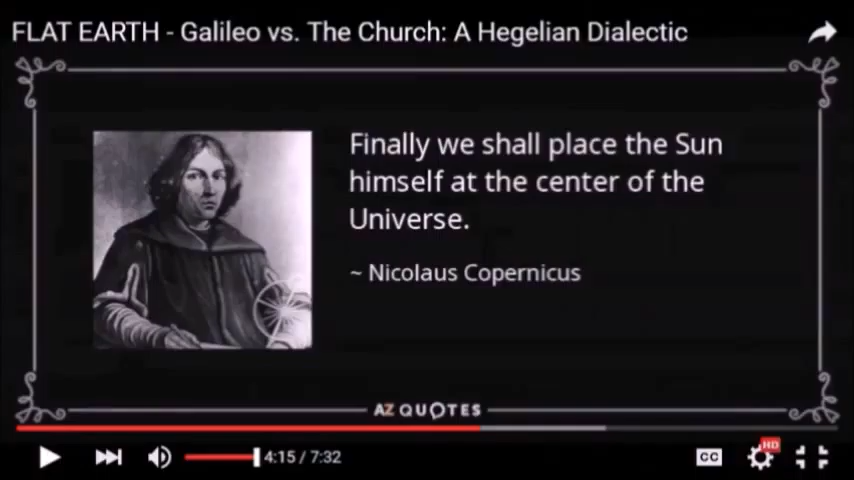 FLAT EARTH - Galileo vs. The Church: A Hegelian Dialectic
Finally we shall place the Sun
himself at the center of the
Universe.
~ Nicolaus Copernicus
AZ QUOTES
4:15 / 7:32
CC
HD